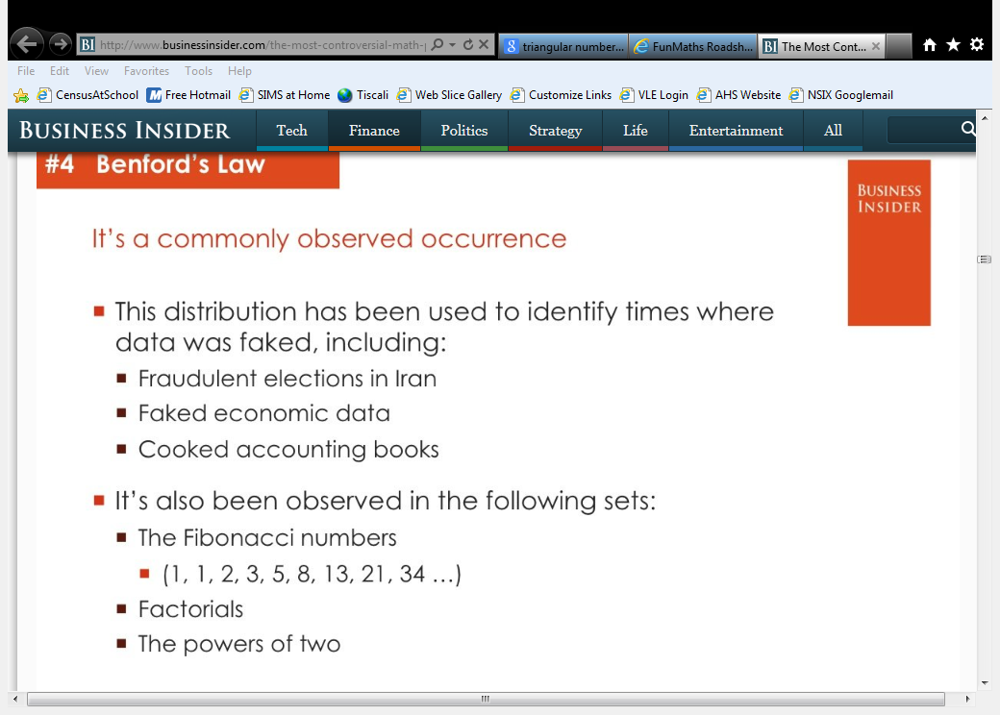 BI http://www.businessinsider.com/the-most-controversial-math-p
8 triangular number...
FunMaths Roadsh...
BI The Most Cont...
File Edit View Favorites Tools Help
CensusAtSchool Free Hotmail SIMS at Home Tiscali Web Slice Gallery Customize Links VLE Login AHS Website NSIX Googlemail
BUSINESS INSIDER Tech Finance Politics Strategy Life Entertainment All
#4 Benford's Law
BUSINESS
INSIDER
It's a commonly observed occurrence
This distribution has been used to identify times where
data was faked, including:
Fraudulent elections in Iran
Faked economic data
Cooked accounting books
It's also been observed in the following sets:
The Fibonacci numbers
(1, 1, 2, 3, 5, 8, 13, 21, 34 ...)
Factorials
The powers of two